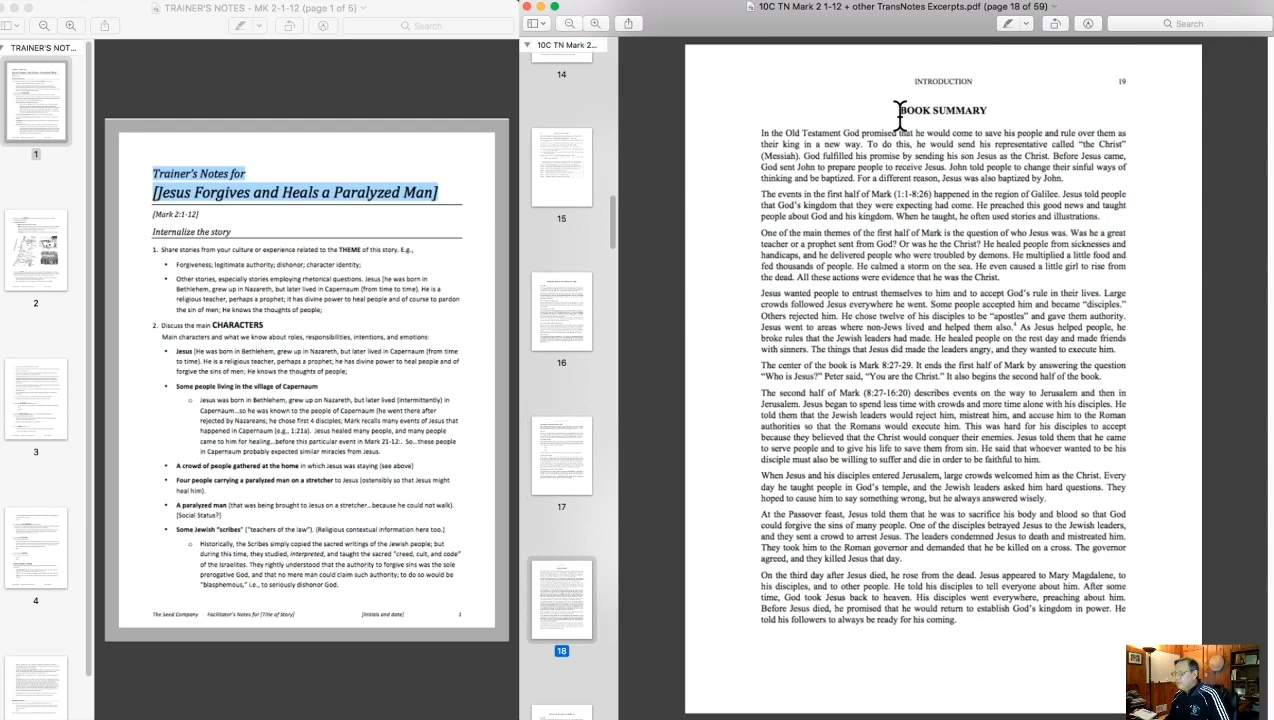 TRAINER'S NOTES - MK 2-1-12 (page 1 of 5)
Search
TRAINER'S NOT...
1
2
3
4
Trainer's Notes for
[Jesus Forgives and Heals a Paralyzed Man]
[Mark 2:1-12]
Internalize the story
1. Share stories from your culture or experience related to the THEME of this story. E.g.,
• Forgiveness; legitimate authority; dishonor; character identity;
• Other stories, especially stories employing rhetorical questions. Jesus [he was born in
Bethlehem, grew up in Nazareth, but later lived in Capernaum (from time to time). He is a
religious teacher, perhaps a prophet; it has divine power to heal people and of course to pardon
the sin of men; He knows the thoughts of people;
2. Discuss the main CHARACTERS
Main characters and what we know about roles, responsibilities, intentions, and emotions:
• Jesus [He was born in Bethlehem, grew up in Nazareth, but later lived in Capernaum (from time
to time). He is a religious teacher, perhaps a prophet; he has divine power to heal people and of
forgive the sins of men; He knows the thoughts of people;
• Some people living in the village of Capernaum
o Jesus was born in Bethlehem, grew up on Nazareth, but later lived (intermittently) in
Capernaum...so he was known to the people of Capernaum (he went there after
rejected by Nazareans; he chose first 4 disciples; Mark recalls many events of Jesus that
happened in Capernaum (e.g., 1:21a). Jesus healed many people, and many people
came to him for healing...before this particular event in Mark 21-12:. So...these people
in Capernaum probably expected similar miracles from Jesus.
• A crowd of people gathered at the home in which Jesus was staying (see above)
• Four people carrying a paralyzed man on a stretcher to Jesus (ostensibly so that Jesus might
heal him).
• A paralyzed man (that was being brought to Jesus on a stretcher...because he could not walk).
[Social Status?]
• Some Jewish "scribes" ("teachers of the law"). (Religious contextual information here too.)
o Historically, the Scribes simply copied the sacred writings of the Jewish people; but
during this time, they studied, interpreted, and taught the sacred "creed, cult, and code"
of the Israelites. They rightly understood that the authority to forgive sins was the sole
prerogative God, and that no mere man could claim such authority; to do so would be
"blasphemous," i.e., to seriously dishonor God.
The Seed Company Facilitator's Notes for [Title of Story] [Initials and date] 1
10C TN Mark 2 1-12 + other TransNotes Excerpts.pdf (page 18 of 59)
Search
10C TN Mark 2...
14
15
16
17
18
INTRODUCTION 19
BOOK SUMMARY
In the Old Testament God promised that he would come to save his people and rule over them as
their king in a new way. To do this, he would send his representative called "the Christ"
(Messiah). God fulfilled his promise by sending his son Jesus as the Christ. Before Jesus came,
God sent John to prepare people to receive Jesus. John told people to change their sinful ways of
thinking and be baptized. For a different reason, Jesus was also baptized by John.
The events in the first half of Mark (1:1-8:26) happened in the region of Galilee. Jesus told people
that God's kingdom that they were expecting had come. He preached this good news and taught
people about God and his kingdom. When he taught, he often used stories and illustrations.
One of the main themes of the first half of Mark is the question of who Jesus was. Was he a great
teacher or a prophet sent from God? Or was he the Christ? He healed people from sicknesses and
handicaps, and he delivered people who were troubled by demons. He multiplied a little food and
fed thousands of people. He calmed a storm on the sea. He even caused a little girl to rise from
the dead. All these actions were evidence that he was the Christ.
Jesus wanted people to entrust themselves to him and to accept God's rule in their lives. Large
crowds followed Jesus everywhere he went. Some people accepted him and became "disciples."
Others rejected him. He chose twelve of his disciples to be "apostles" and gave them authority.
Jesus went to areas where non-Jews lived and helped them also.4 As Jesus helped people, he
broke rules that the Jewish leaders had made. He healed people on the rest day and made friends
with sinners. The things that Jesus did made the leaders angry, and they wanted to execute him.
The center of the book is Mark 8:27-29. It ends the first half of Mark by answering the question
"Who is Jesus?" Peter said, "You are the Christ." It also begins the second half of the book.
The second half of Mark (8:27-16:20) describes events on the way to Jerusalem and then in
Jerusalem. Jesus began to spend less time with crowds and more time alone with his disciples. He
told them that the Jewish leaders would reject him, mistreat him, and accuse him to the Roman
authorities so that the Romans would execute him. This was hard for his disciples to accept
because they believed that the Christ would conquer their enemies. Jesus told them that he came
to serve people and to give his life to save them from sin. He said that whoever wanted to be his
disciple must also be willing to suffer and die in order to be faithful to him.
When Jesus and his disciples entered Jerusalem, large crowds welcomed him as the Christ. Every
day he taught people in God's temple, and the Jewish leaders asked him hard questions. They
hoped to cause him to say something wrong, but he always answered wisely.
At the Passover feast, Jesus told them that he was to sacrifice his body and blood so that God
could forgive the sins of many people. One of the disciples betrayed Jesus to the Jewish leaders,
and they sent a crowd to arrest Jesus. The leaders condemned Jesus to death and mistreated him.
They took him to the Roman governor and demanded that he be killed on a cross. The governor
agreed, and they killed Jesus that day.
On the third day after Jesus died, he rose from the dead. Jesus appeared to Mary Magdalene, to
his disciples, and to other people. He told his disciples to tell everyone about him. After some
time, God took Jesus back to heaven. His disciples went everywhere, preaching about him.
Before Jesus died, he promised that he would return to establish God's kingdom in power. He
told his followers to always be ready for his coming.